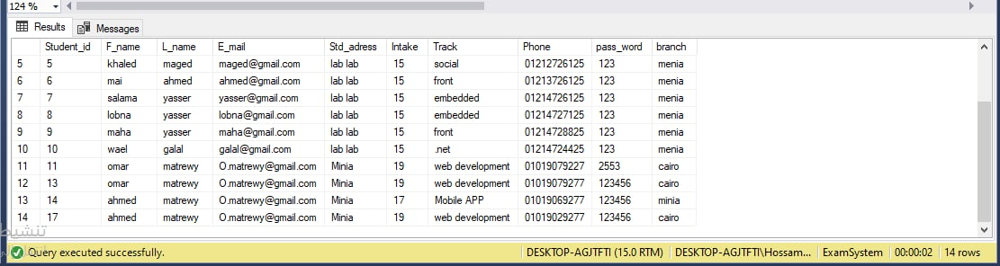 124 %
Results Messages
Student_id F_name L_name E_mail Std_adress Intake Track Phone pass_word branch
5 5 khaled maged maged@gmail.com lab lab 15 social 01212726125 123 menia
6 6 mai ahmed ahmed@gmail.com lab lab 15 front 01213726125 123 menia
7 7 salama yasser yasser@gmail.com lab lab 15 embedded 01214726125 123 menia
8 8 lobna yasser lobna@gmail.com lab lab 15 embedded 01214727125 123 menia
9 9 maha yasser maha@gmail.com lab lab 15 front 01214728825 123 menia
10 10 wael galal galal@gmail.com lab lab 15 .net 01214724425 123 menia
11 11 omar matrewy O.matrewy@gmail.com Minia 19 web development 01019079227 2553 cairo
12 13 omar matrewy O.matrewy@gmail.com Minia 19 web development 01019079227 123456 cairo
13 14 ahmed matrewy O.matrewy@gmail.com Minia 17 Mobile APP 01019069277 123456 minia
14 17 ahmed matrewy O.matrewy@gmail.com Minia 19 web development 01019029277 123456 cairo
تنشيط
Query executed successfully. DESKTOP-AGJTFTI (15.0 RTM) DESKTOP-AGJTFTI\Hossam... ExamSystem 00:00:02 14 rows